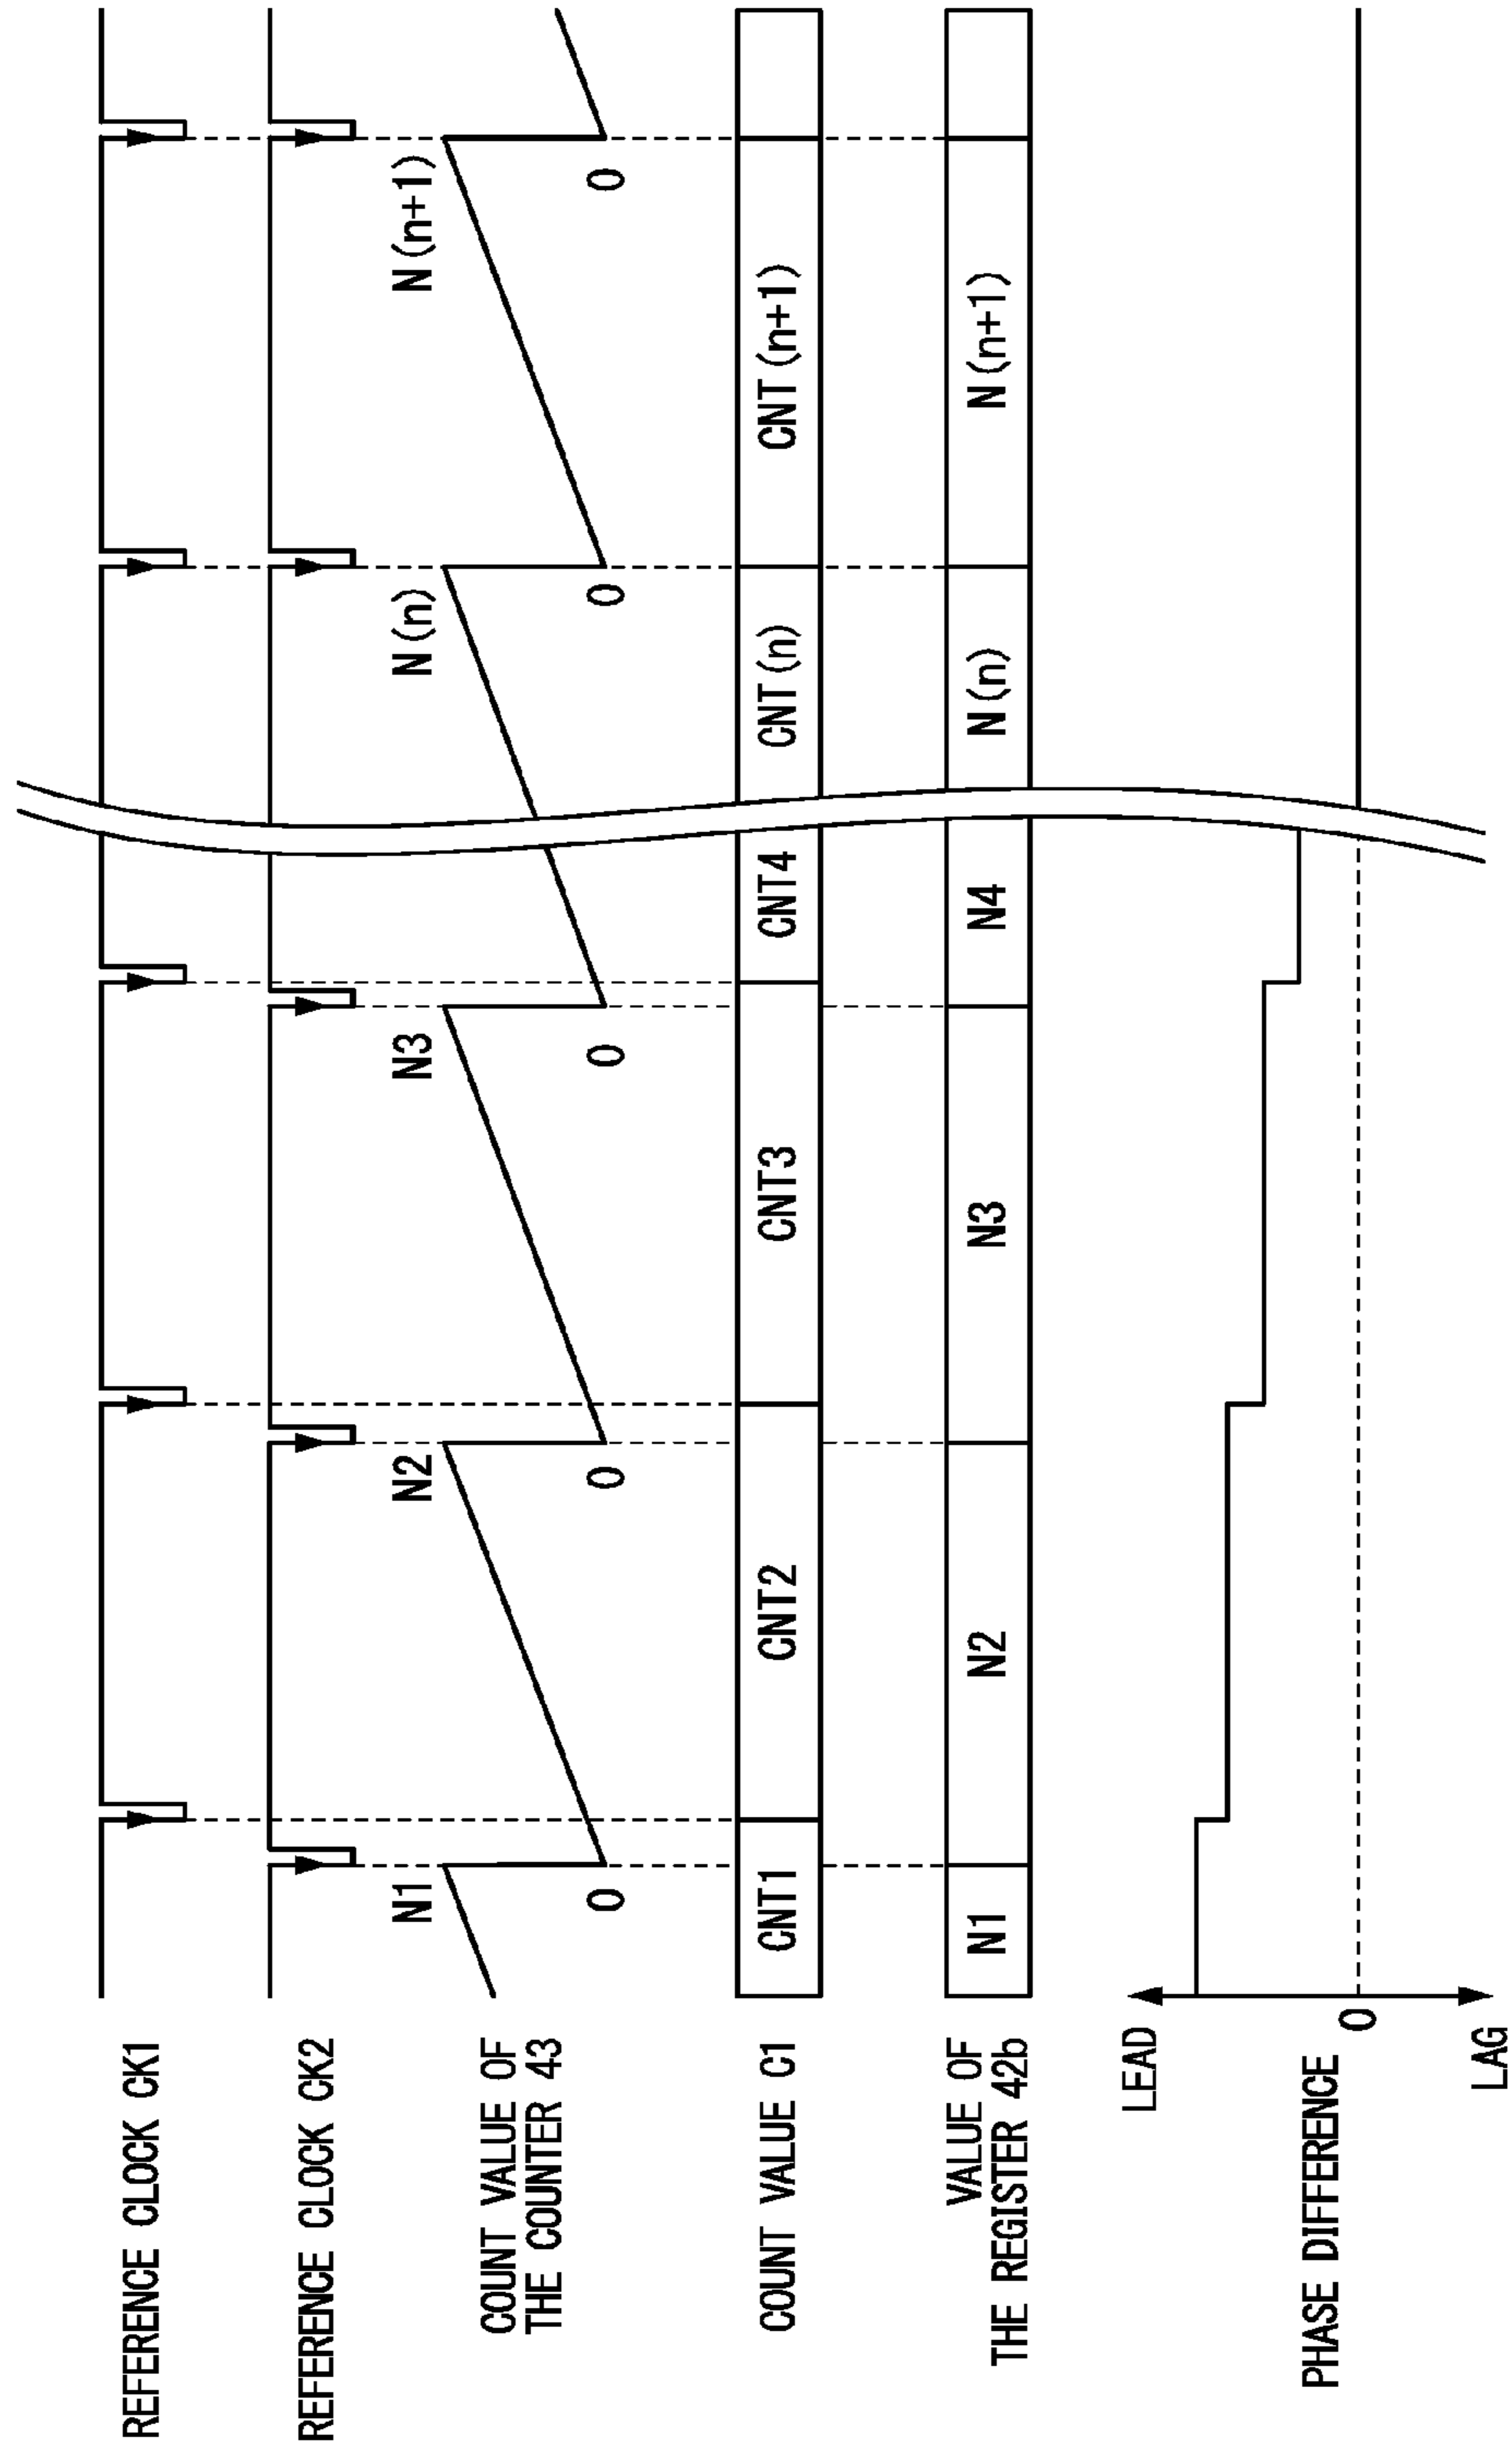 REFERENCE CLOCK CK1
REFERENCE CLOCK CK2
N1
N2
N3
N(n)
N(n+1)
COUNT VALUE OF
THE COUNTER 43
0
0
0
0
0
COUNT VALUE C1
CNT1
CNT2
CNT3
CNT4
CNT(n)
CNT(n+1)
VALUE OF
THE REGISTER 42b
N1
N2
N3
N4
N(n)
N(n+1)
LEAD
PHASE DIFFERENCE
0
LAG